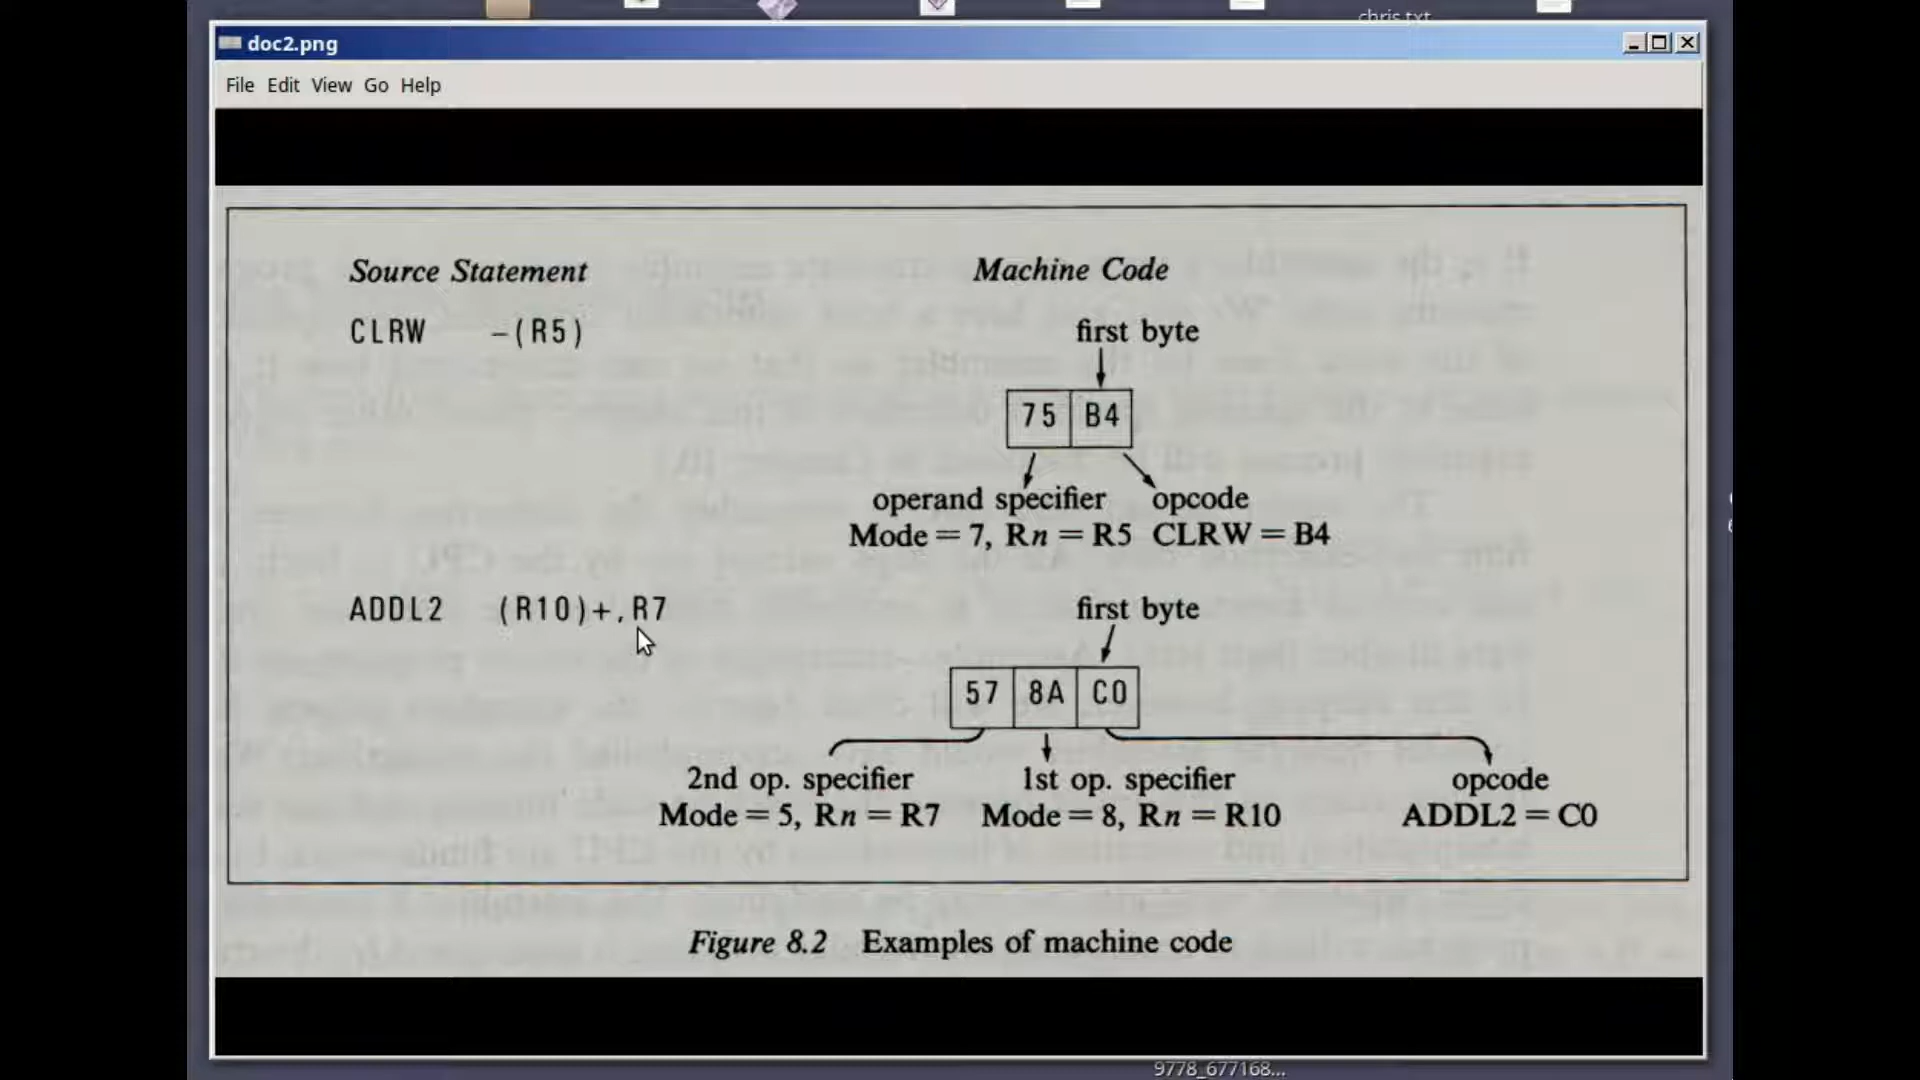 chris.txt
doc2.png
File Edit View Go Help
Source Statement
Machine Code
CLRW -(R5)
first byte
75 B4
operand specifier opcode
Mode = 7, Rn = R5 CLRW = B4
ADDL2 (R10)+,R7
first byte
57 8A C0
2nd op. specifier 1st op. specifier opcode
Mode = 5, Rn = R7 Mode = 8, Rn = R10 ADDL2 = C0
Figure 8.2 Examples of machine code
9778_677168...